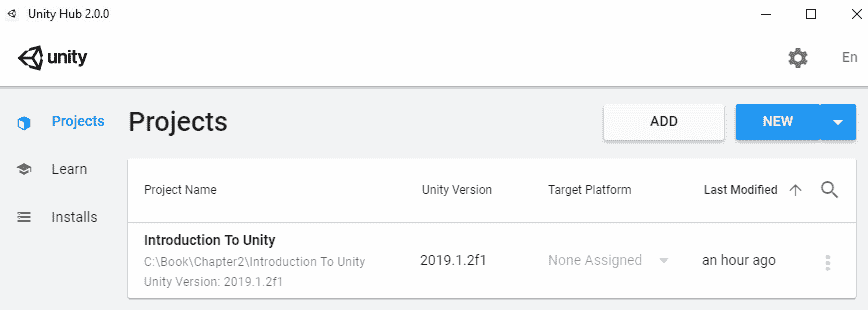 Unity Hub 2.0.0
unity
En
Projects
Learn
Installs
Projects
ADD
NEW
Project Name Unity Version Target Platform Last Modified
Introduction To Unity
C:\Book\Chapter2\Introduction To Unity
Unity Version: 2019.1.2f1
2019.1.2f1 None Assigned an hour ago